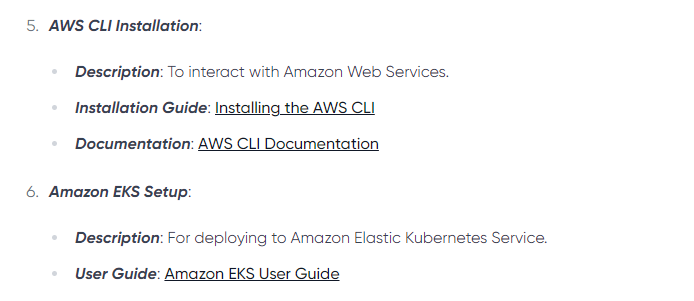 5. AWS CLI Installation:
Description: To interact with Amazon Web Services.
Installation Guide: Installing the AWS CLI
Documentation: AWS CLI Documentation
6. Amazon EKS Setup:
Description: For deploying to Amazon Elastic Kubernetes Service.
User Guide: Amazon EKS User Guide